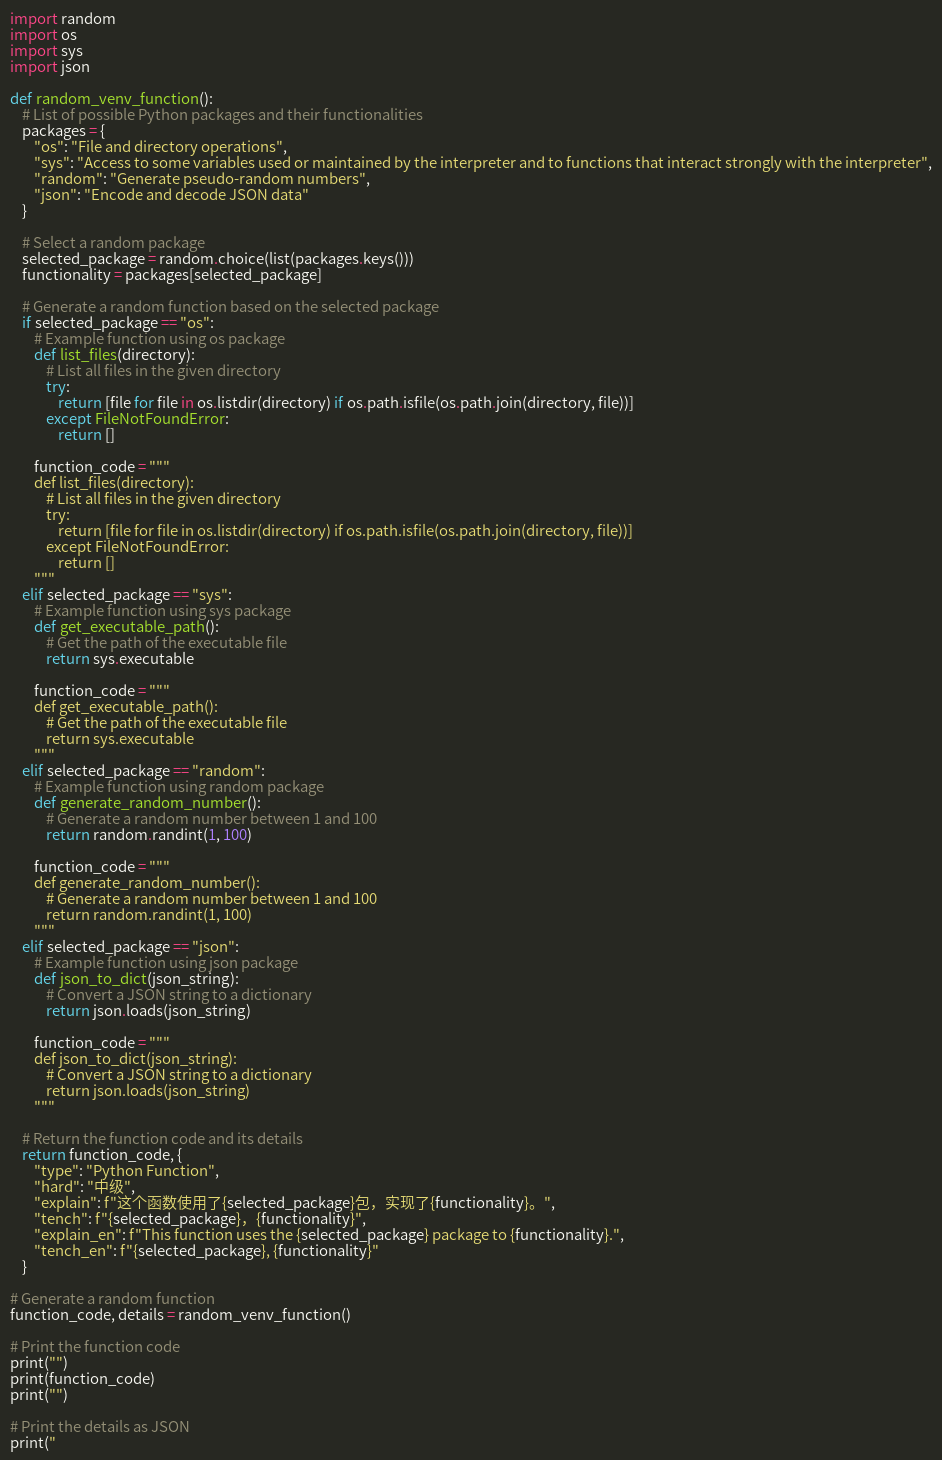 import random
import os
import sys
import json

def random_venv_function():
    # List of possible Python packages and their functionalities
    packages = {
        "os": "File and directory operations",
        "sys": "Access to some variables used or maintained by the interpreter and to functions that interact strongly with the interpreter",
        "random": "Generate pseudo-random numbers",
        "json": "Encode and decode JSON data"
    }

    # Select a random package
    selected_package = random.choice(list(packages.keys()))
    functionality = packages[selected_package]

    # Generate a random function based on the selected package
    if selected_package == "os":
        # Example function using os package
        def list_files(directory):
            # List all files in the given directory
            try:
                return [file for file in os.listdir(directory) if os.path.isfile(os.path.join(directory, file))]
            except FileNotFoundError:
                return []

        function_code = """
        def list_files(directory):
            # List all files in the given directory
            try:
                return [file for file in os.listdir(directory) if os.path.isfile(os.path.join(directory, file))]
            except FileNotFoundError:
                return []
        """
    elif selected_package == "sys":
        # Example function using sys package
        def get_executable_path():
            # Get the path of the executable file
            return sys.executable

        function_code = """
        def get_executable_path():
            # Get the path of the executable file
            return sys.executable
        """
    elif selected_package == "random":
        # Example function using random package
        def generate_random_number():
            # Generate a random number between 1 and 100
            return random.randint(1, 100)

        function_code = """
        def generate_random_number():
            # Generate a random number between 1 and 100
            return random.randint(1, 100)
        """
    elif selected_package == "json":
        # Example function using json package
        def json_to_dict(json_string):
            # Convert a JSON string to a dictionary
            return json.loads(json_string)

        function_code = """
        def json_to_dict(json_string):
            # Convert a JSON string to a dictionary
            return json.loads(json_string)
        """

    # Return the function code and its details
    return function_code, {
        "type": "Python Function",
        "hard": "中级",
        "explain": f"这个函数使用了{selected_package}包，实现了{functionality}。",
        "tench": f"{selected_package}，{functionality}",
        "explain_en": f"This function uses the {selected_package} package to {functionality}.",
        "tench_en": f"{selected_package}, {functionality}"
    }

# Generate a random function
function_code, details = random_venv_function()

# Print the function code
print("")
print(function_code)
print("")

# Print the details as JSON
print("